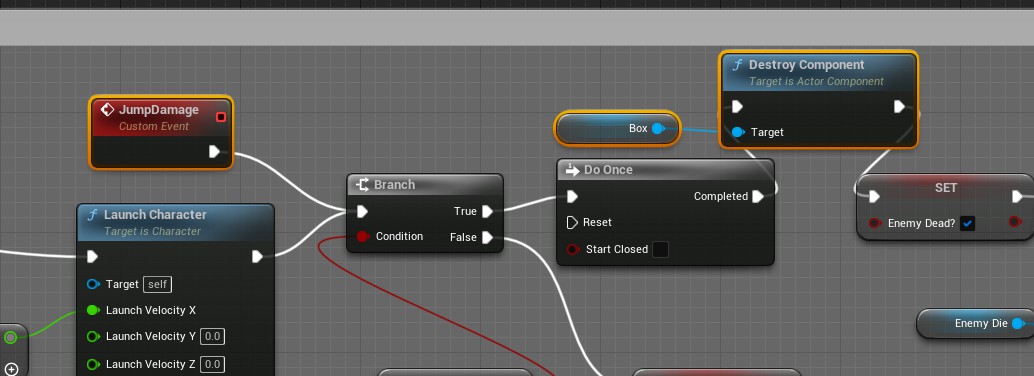 JumpDamage
Custom Event
Launch Character
Target is Character
Target self
Launch Velocity X
Launch Velocity Y 0.0
Launch Velocity Z 0.0
Branch
True
Condition
False
Box
Destroy Component
Target is Actor Component
Target
Do Once
Completed
Reset
Start Closed
SET
Enemy Dead?
Enemy Die